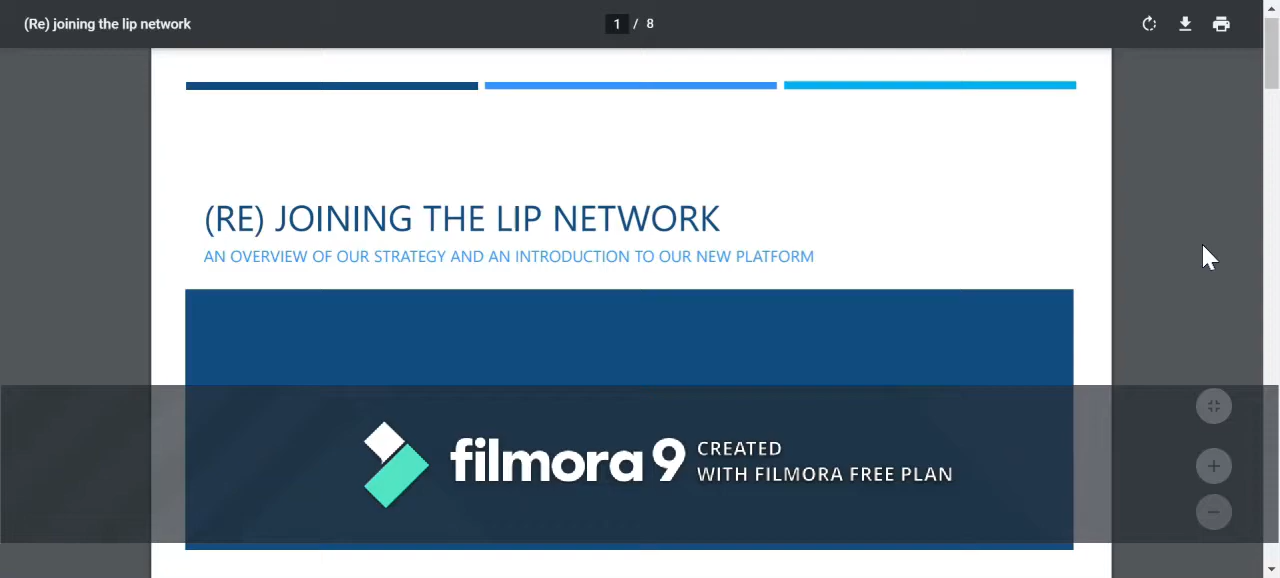 (Re) joining the lip network
1 / 8
(RE) JOINING THE LIP NETWORK
AN OVERVIEW OF OUR STRATEGY AND AN INTRODUCTION TO OUR NEW PLATFORM
filmora 9 CREATED
WITH FILMORA FREE PLAN